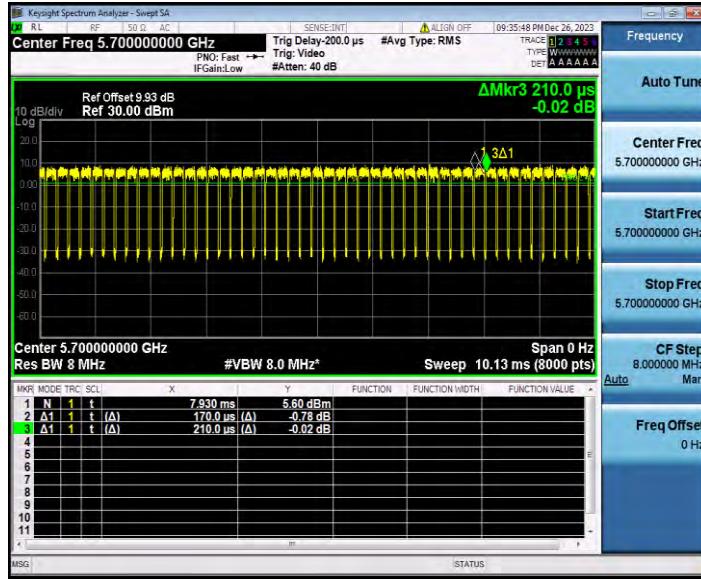 Keysight Spectrum Analyzer - Swept SA
RL RF 50 Ω AC SENSE:INT ALIGN OFF 09:35:48 PM Dec 26, 2023
Center Freq 5.700000000 GHz
PNO: Fast
IFGain:Low
Trig Delay-200.0 µs
Trig: Video
#Atten: 40 dB
#Avg Type: RMS
TRACE 1 2 3 4 5 6
TYPE WWWWWW
DET A A A A A A
Frequency
Auto Tune
Center Freq
5.700000000 GHz
Start Freq
5.700000000 GHz
Stop Freq
5.700000000 GHz
CF Step
8.000000 MHz
Auto Man
Freq Offset
0 Hz
ΔMkr3 210.0 µs
-0.02 dB
Ref Offset 9.93 dB
10 dB/div Ref 30.00 dBm
Log
20.0
10.0
0.00
-10.0
-20.0
-30.0
-40.0
-50.0
-60.0
1 3Δ1
Center 5.700000000 GHz Span 0 Hz
Res BW 8 MHz #VBW 8.0 MHz* Sweep 10.13 ms (8000 pts)
MKR MODE TRC SCL X Y FUNCTION FUNCTION WIDTH FUNCTION VALUE
1 N 1 t 7.930 ms 5.60 dBm
2 Δ1 1 t (Δ) 170.0 µs (Δ) -0.78 dB
3 Δ1 1 t (Δ) 210.0 µs (Δ) -0.02 dB
4
5
6
7
8
9
10
11
MSG STATUS